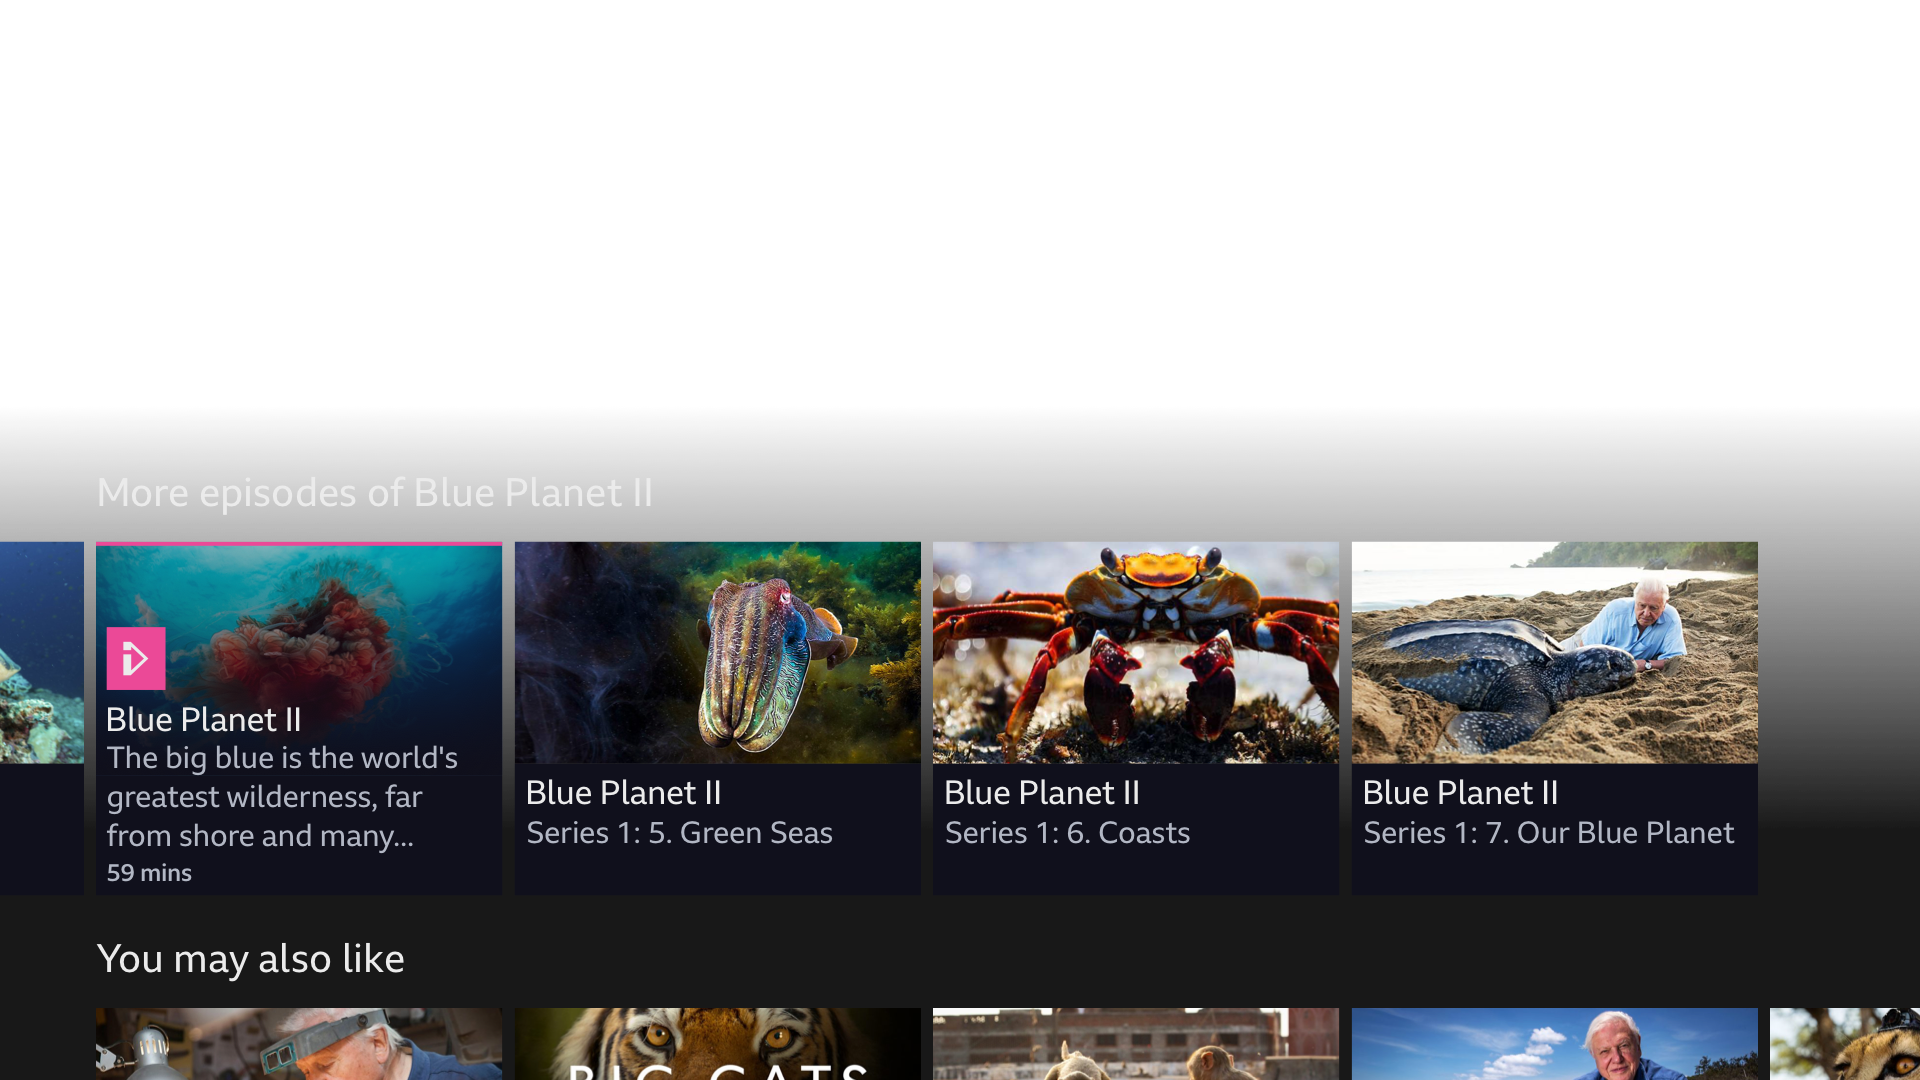 More episodes of Blue Planet II
Blue Planet II
The big blue is the world's
greatest wilderness, far
from shore and many...
59 mins
Blue Planet II
Series 1: 5. Green Seas
Blue Planet II
Series 1: 6. Coasts
Blue Planet II
Series 1: 7. Our Blue Planet
You may also like
BIG CATS